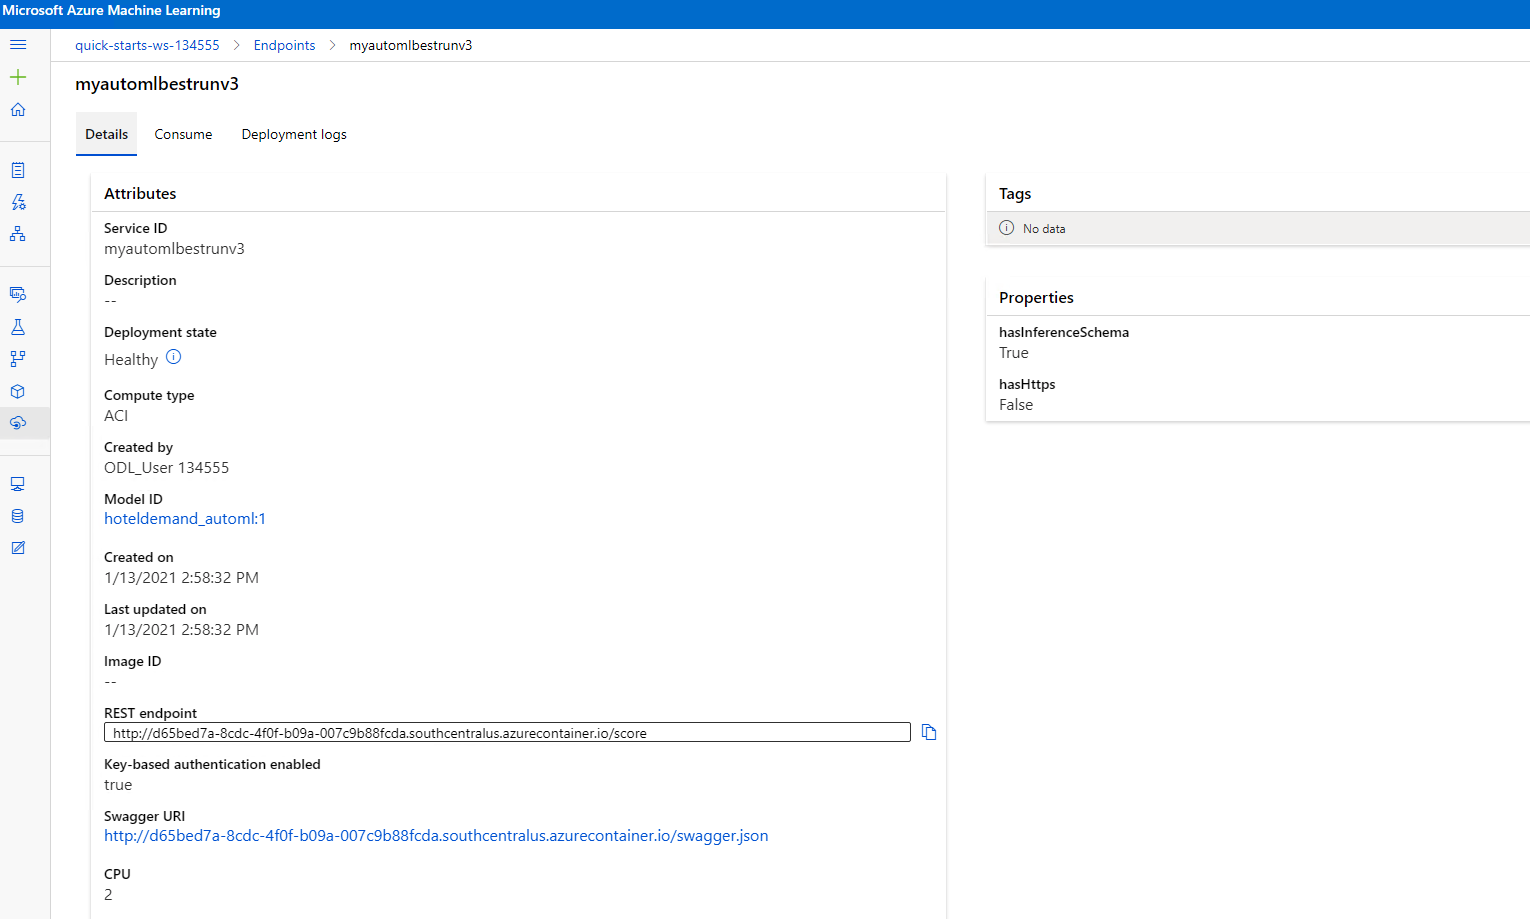 Microsoft Azure Machine Learning
quick-starts-ws-134555 > Endpoints > myautomlbestrunv3
myautomlbestrunv3
Details Consume Deployment logs
Attributes
Service ID
myautomlbestrunv3
Description
--
Deployment state
Healthy
Compute type
ACI
Created by
ODL_User 134555
Model ID
hoteldemand_automl:1
Created on
1/13/2021 2:58:32 PM
Last updated on
1/13/2021 2:58:32 PM
Image ID
--
REST endpoint
http://d65bed7a-8cdc-4f0f-b09a-007c9b88fcda.southcentralus.azurecontainer.io/score
Key-based authentication enabled
true
Swagger URI
http://d65bed7a-8cdc-4f0f-b09a-007c9b88fcda.southcentralus.azurecontainer.io/swagger.json
CPU
2
Tags
No data
Properties
hasInferenceSchema
True
hasHttps
False